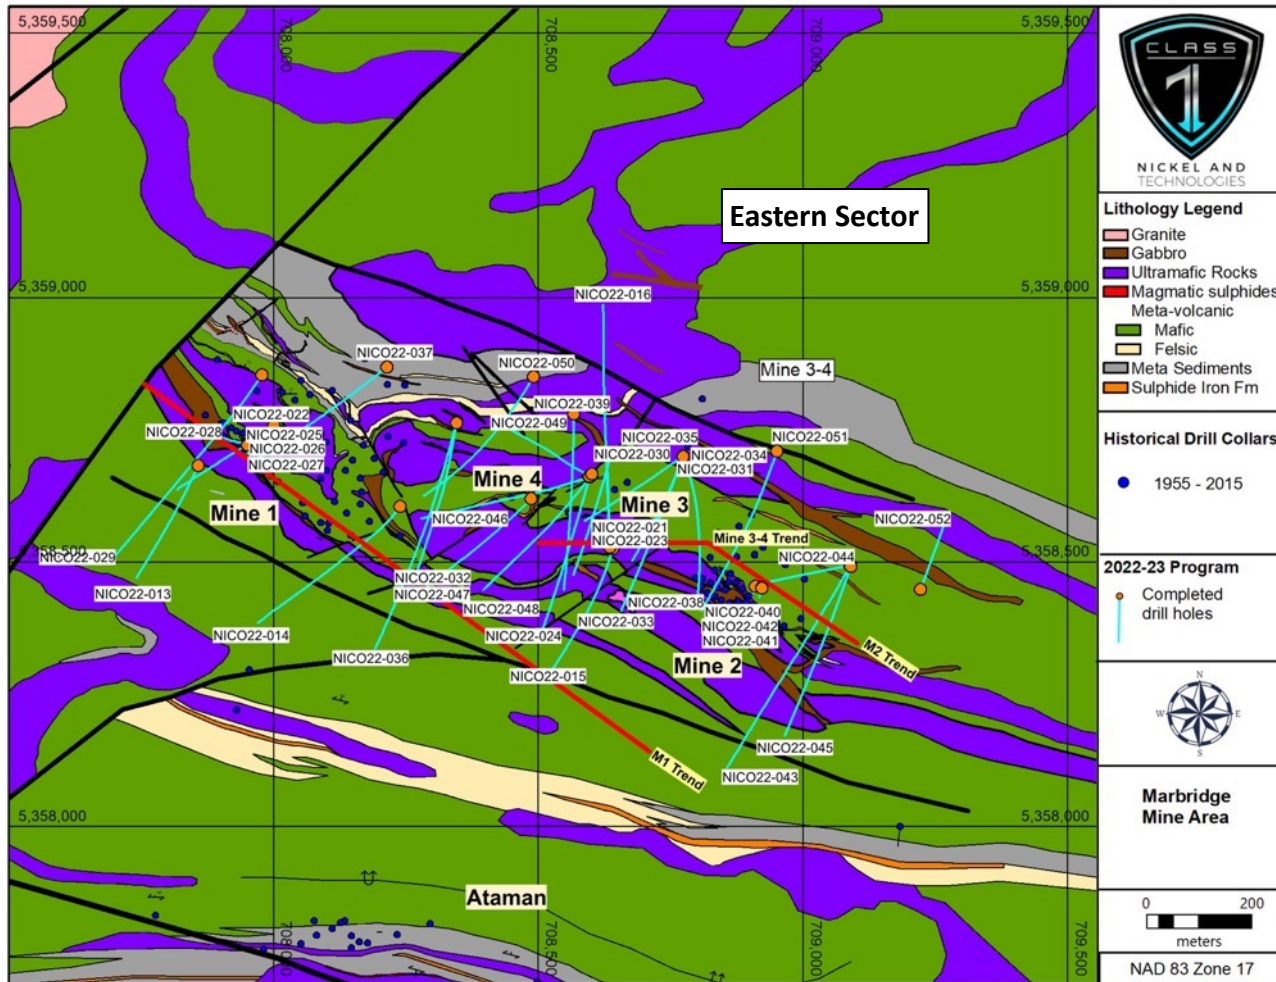 5,359,500
708,000
708,500
709,000
5,359,500
Eastern Sector
5,359,000
5,359,000
NICO22-016
NICO22-037
NICO22-050
Mine 3-4
NICO22-039
NICO22-022
NICO22-028
NICO22-025
NICO22-026
NICO22-027
NICO22-049
NICO22-035
NICO22-051
NICO22-030
NICO22-034
NICO22-031
Mine 4
Mine 1
Mine 3
NICO22-046
NICO22-021
NICO22-023
NICO22-052
Mine 3-4 Trend
NICO22-044
5,358,500
5,358,500
NICO22-029
NICO22-013
NICO22-032
NICO22-047
NICO22-048
NICO22-038
NICO22-040
NICO22-042
NICO22-041
NICO22-033
NICO22-014
NICO22-024
NICO22-036
NICO22-015
Mine 2
M2 Trend
NICO22-045
NICO22-043
M1 Trend
5,358,000
5,358,000
Ataman
708,000
708,500
709,000
709,500
CLASS
1
NICKEL AND
TECHNOLOGIES
Lithology Legend
Granite
Gabbro
Ultramafic Rocks
Magmatic sulphides
Meta-volcanic
Mafic
Felsic
Meta Sediments
Sulphide Iron Fm
Historical Drill Collars
1955 - 2015
2022-23 Program
Completed
drill holes
N
W
E
S
Marbridge
Mine Area
0 200
meters
NAD 83 Zone 17